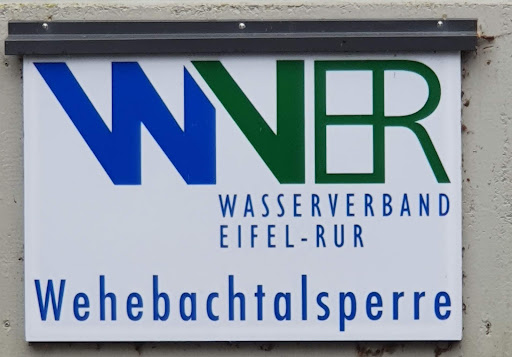 WVER
WASSERVERBAND
EIFEL-RUR
Wehebachtalsperre